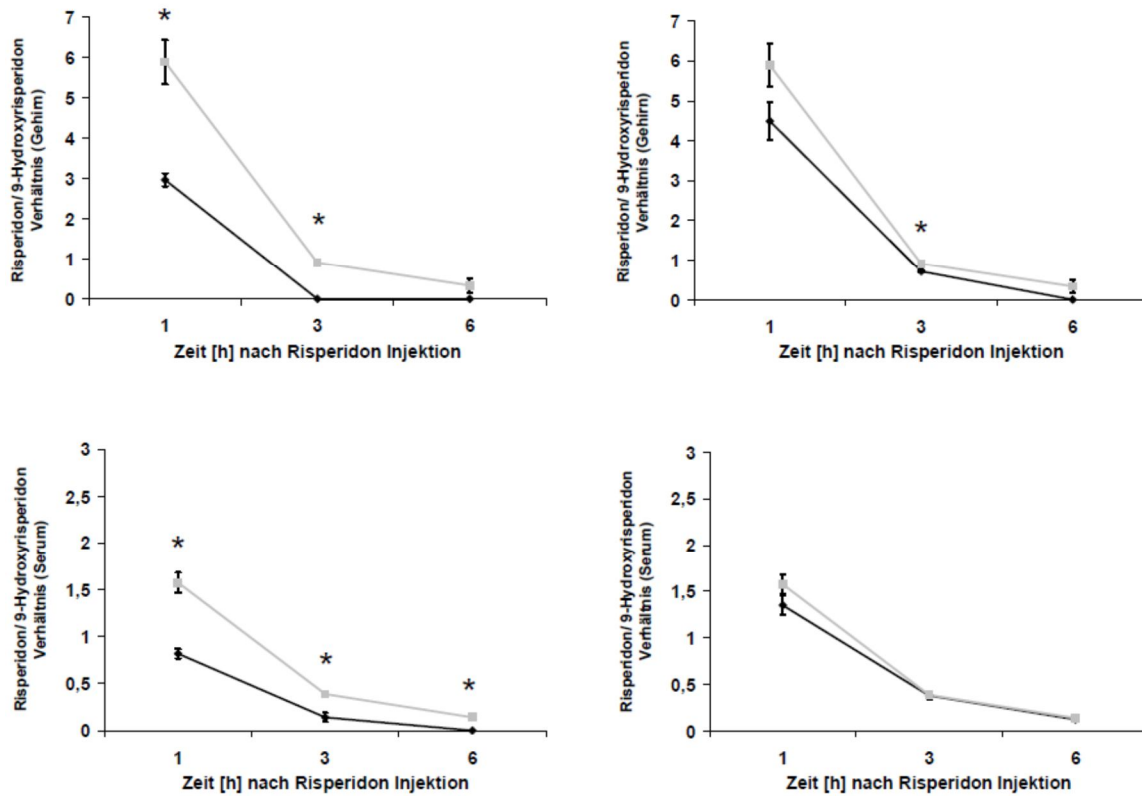 Risperidon/ 9-Hydroxyrisperidon
Verhältnis (Gehirn)
7
6
5
4
3
2
1
0
*
*
1 3 6
Zeit [h] nach Risperidon Injektion
Risperidon/ 9-Hydroxyrisperidon
Verhältnis (Gehirn)
7
6
5
4
3
2
1
0
*
1 3 6
Zeit [h] nach Risperidon Injektion
Risperidon/ 9-Hydroxyrisperidon
Verhältnis (Serum)
3
2,5
2
1,5
1
0,5
0
*
*
*
1 3 6
Zeit [h] nach Risperidon Injektion
Risperidon/ 9-Hydroxyrisperidon
Verhältnis (Serum)
3
2,5
2
1,5
1
0,5
0
1 3 6
Zeit [h] nach Risperidon Injektion